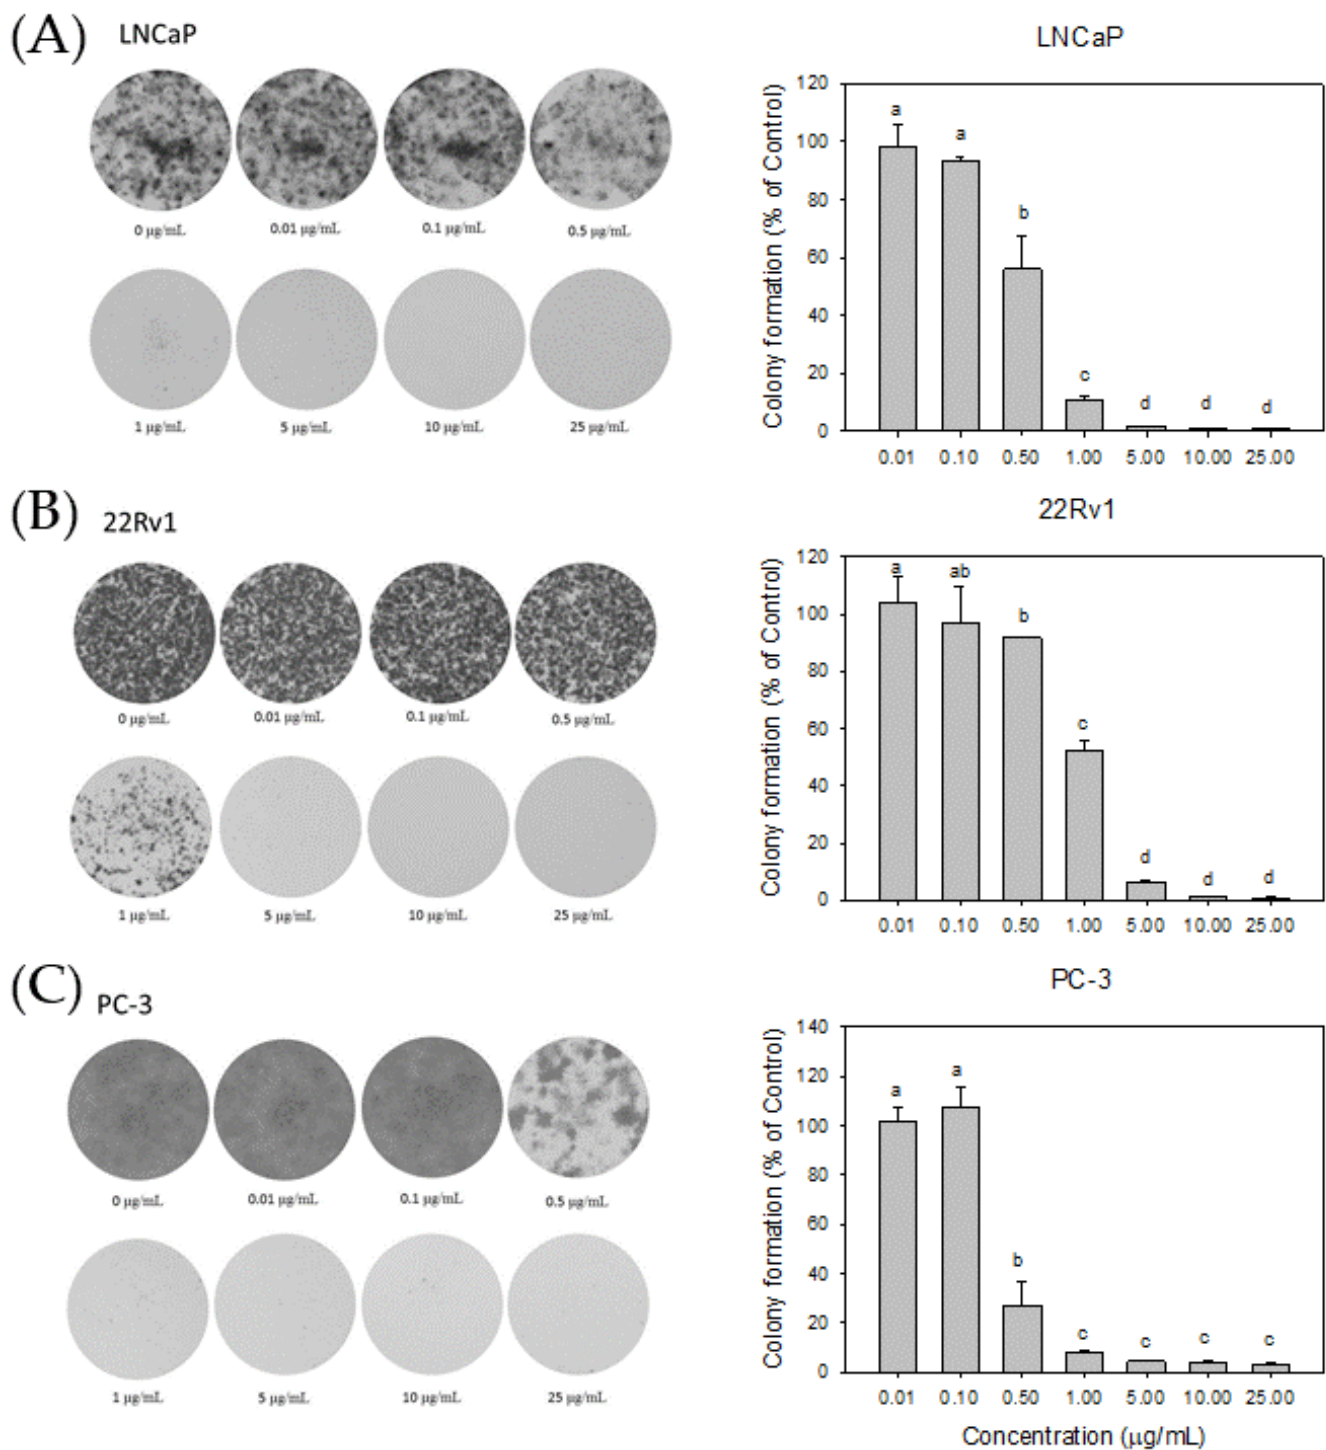 (A) LNCaP
0 µg/mL 0.01 µg/mL 0.1 µg/mL 0.5 µg/mL
1 µg/mL 5 µg/mL 10 µg/mL 25 µg/mL
LNCaP
Colony formation (% of Control)
120
100
80
60
40
20
0
a a b c d d d
0.01 0.10 0.50 1.00 5.00 10.00 25.00
(B) 22Rv1
0 µg/mL 0.01 µg/mL 0.1 µg/mL 0.5 µg/mL
1 µg/mL 5 µg/mL 10 µg/mL 25 µg/mL
22Rv1
Colony formation (% of Control)
120
100
80
60
40
20
0
a ab b c d d d
0.01 0.10 0.50 1.00 5.00 10.00 25.00
(C) PC-3
0 µg/mL 0.01 µg/mL 0.1 µg/mL 0.5 µg/mL
1 µg/mL 5 µg/mL 10 µg/mL 25 µg/mL
PC-3
Colony formation (% of Control)
140
120
100
80
60
40
20
0
a a b c c c c
0.01 0.10 0.50 1.00 5.00 10.00 25.00
Concentration (µg/mL)